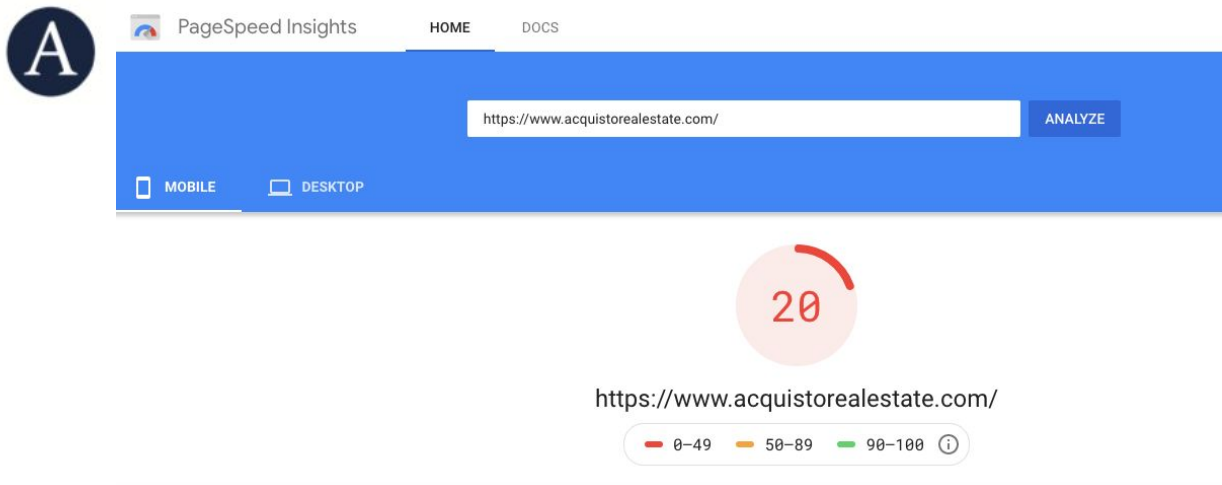 A
PageSpeed Insights HOME DOCS
https://www.acquistorealestate.com/ ANALYZE
MOBILE DESKTOP
20
https://www.acquistorealestate.com/
0–49 50–89 90–100